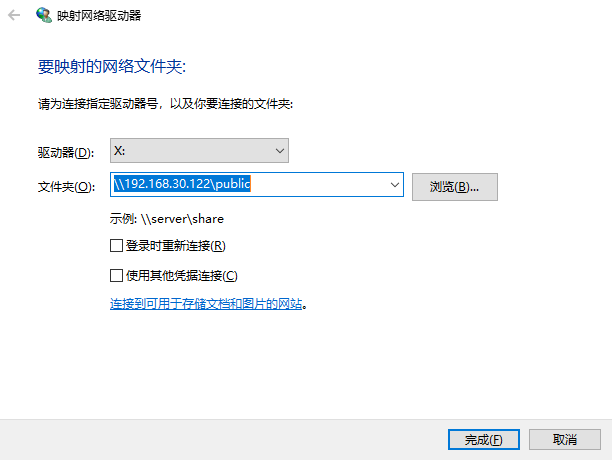 映射网络驱动器
要映射的网络文件夹:
请为连接指定驱动器号，以及你要连接的文件夹:
驱动器(D): X:
文件夹(O): \\192.168.30.122\public 浏览(B)...
示例: \\server\share
登录时重新连接(R)
使用其他凭据连接(C)
连接到可用于存储文档和图片的网站。
完成(F) 取消